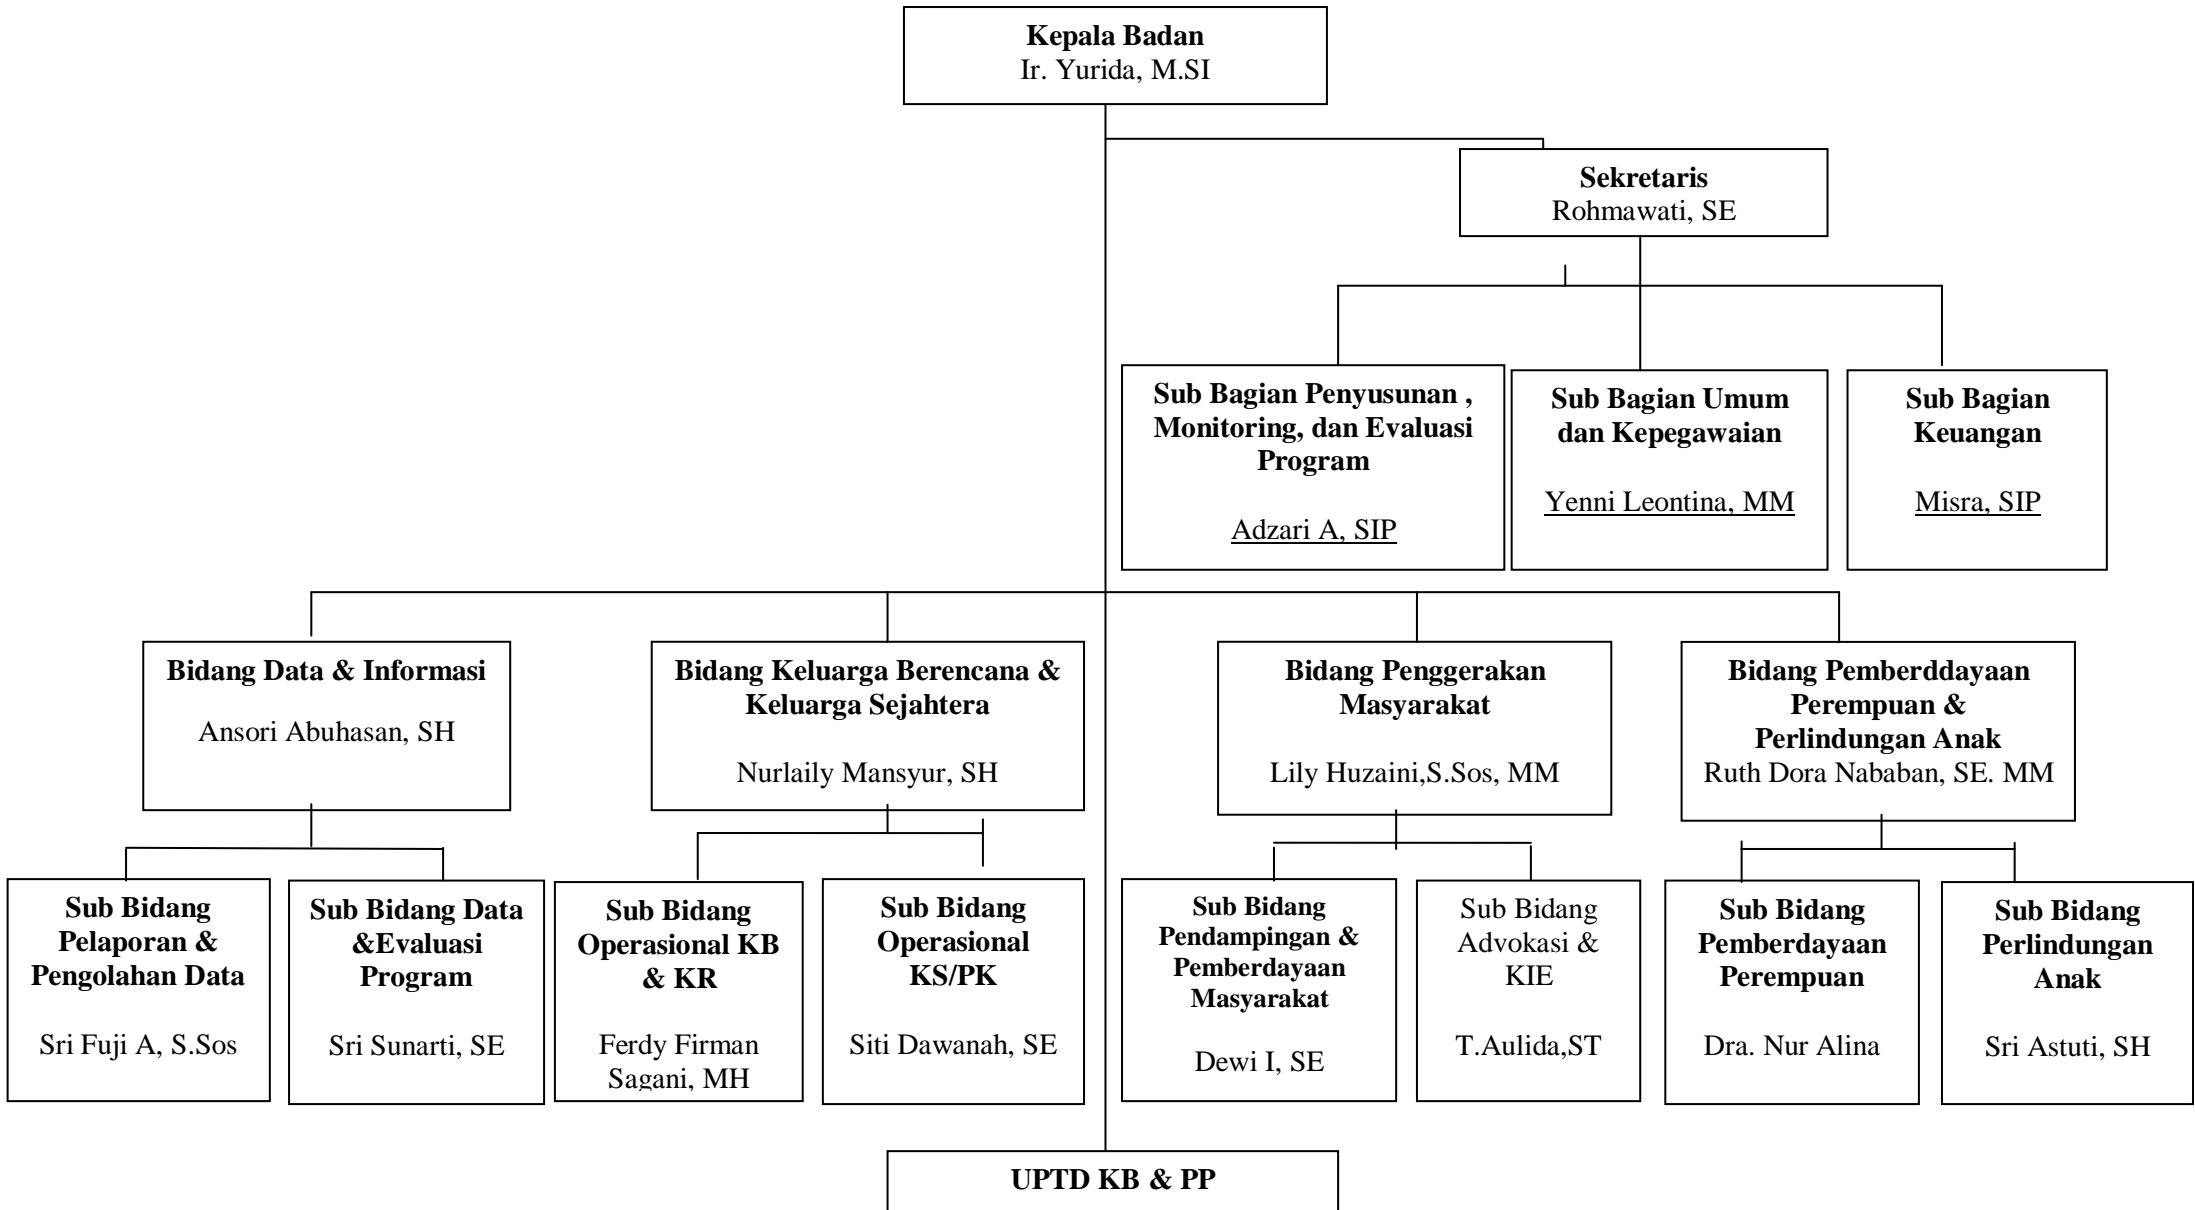 Kepala Badan
Ir. Yurida, M.SI
Sekretaris
Rohmawati, SE
Sub Bagian Penyusunan ,
Monitoring, dan Evaluasi
Program
Adzari A, SIP
Sub Bagian Umum
dan Kepegawaian
Yenni Leontina, MM
Sub Bagian
Keuangan
Misra, SIP
Bidang Data & Informasi
Ansori Abuhasan, SH
Bidang Keluarga Berencana &
Keluarga Sejahtera
Nurlaily Mansyur, SH
Bidang Penggerakan
Masyarakat
Lily Huzaini,S.Sos, MM
Bidang Pemberddayaan
Perempuan &
Perlindungan Anak
Ruth Dora Nababan, SE. MM
Sub Bidang
Pelaporan &
Pengolahan Data
Sri Fuji A, S.Sos
Sub Bidang Data
&Evaluasi
Program
Sri Sunarti, SE
Sub Bidang
Operasional KB
& KR
Ferdy Firman
Sagani, MH
Sub Bidang
Operasional
KS/PK
Siti Dawanah, SE
Sub Bidang
Pendampingan &
Pemberdayaan
Masyarakat
Dewi I, SE
Sub Bidang
Advokasi &
KIE
T.Aulida,ST
Sub Bidang
Pemberdayaan
Perempuan
Dra. Nur Alina
Sub Bidang
Perlindungan
Anak
Sri Astuti, SH
UPTD KB & PP